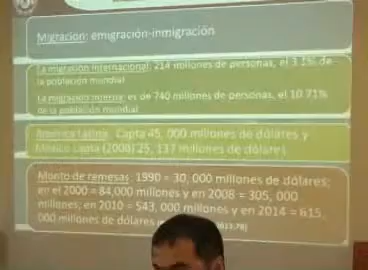 Migración: emigración-inmigración
La migración internacional: 214 millones de personas, el 3.1% de
la población mundial
La migración interna: es de 740 millones de personas, el 10.71%
de la población mundial
América Latina: Capta 45, 000 millones de dólares y
México capta (2006) 25, 137 millones de dólares
Monto de remesas: 1990 = 30, 000 millones de dólares;
en el 2000 = 84,000 millones y en 2008 = 305, 000
millones; en 2010 = 543, 000 millones y en 2014 = 615,
000 millones de dólares